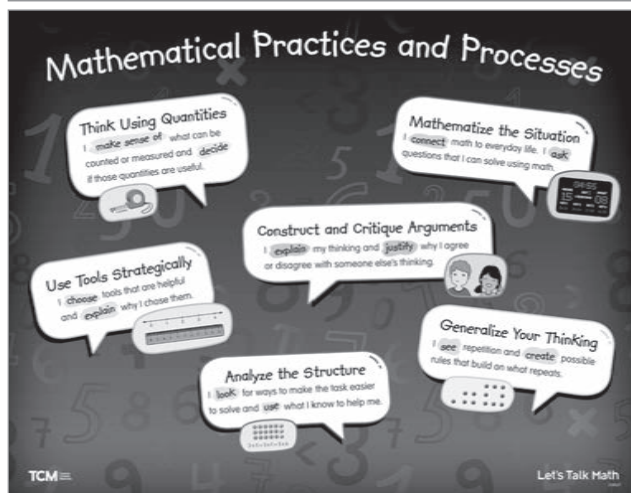 Mathematical Practices and Processes
Think Using Quantities
I make sense of what can be
counted or measured and decide
if those quantities are useful.
Mathematize the Situation
I connect math to everyday life. I ask
questions that I can solve using math.
04:55
15
08
Construct and Critique Arguments
I explain my thinking and justify why I agree
or disagree with someone else's thinking.
Use Tools Strategically
I choose tools that are helpful
and explain why I chose them.
Generalize Your Thinking
I see repetition and create possible
rules that build on what repeats.
Analyze the Structure
I look for ways to make the task easier
to solve and use what I know to help me.
TCM
Let's Talk Math